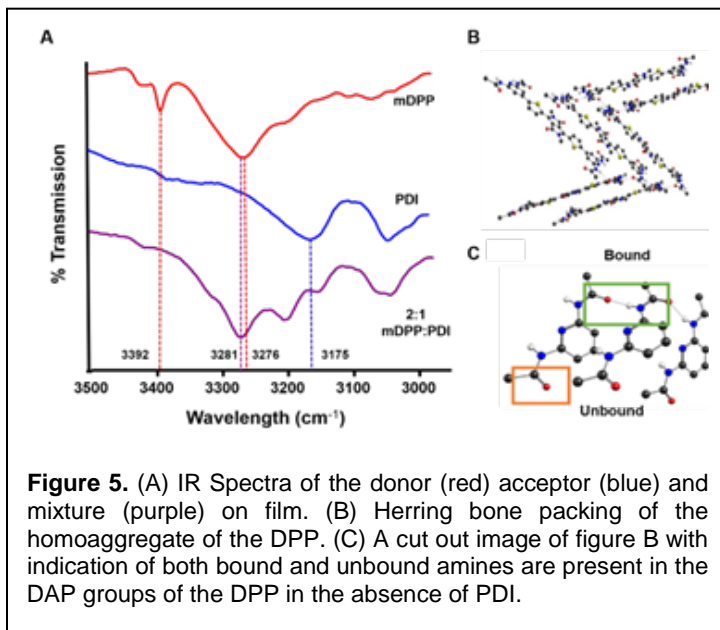 A
B
mDPP
PDI
2:1
mDPP:PDI
% Transmission
3392
3281
3276
3175
3500
3400
3300
3200
3100
3000
Wavelength (cm⁻¹)
C
Bound
Unbound
Figure 5. (A) IR Spectra of the donor (red) acceptor (blue) and
mixture (purple) on film. (B) Herring bone packing of the
homoaggregate of the DPP. (C) A cut out image of figure B with
indication of both bound and unbound amines are present in the
DAP groups of the DPP in the absence of PDI.